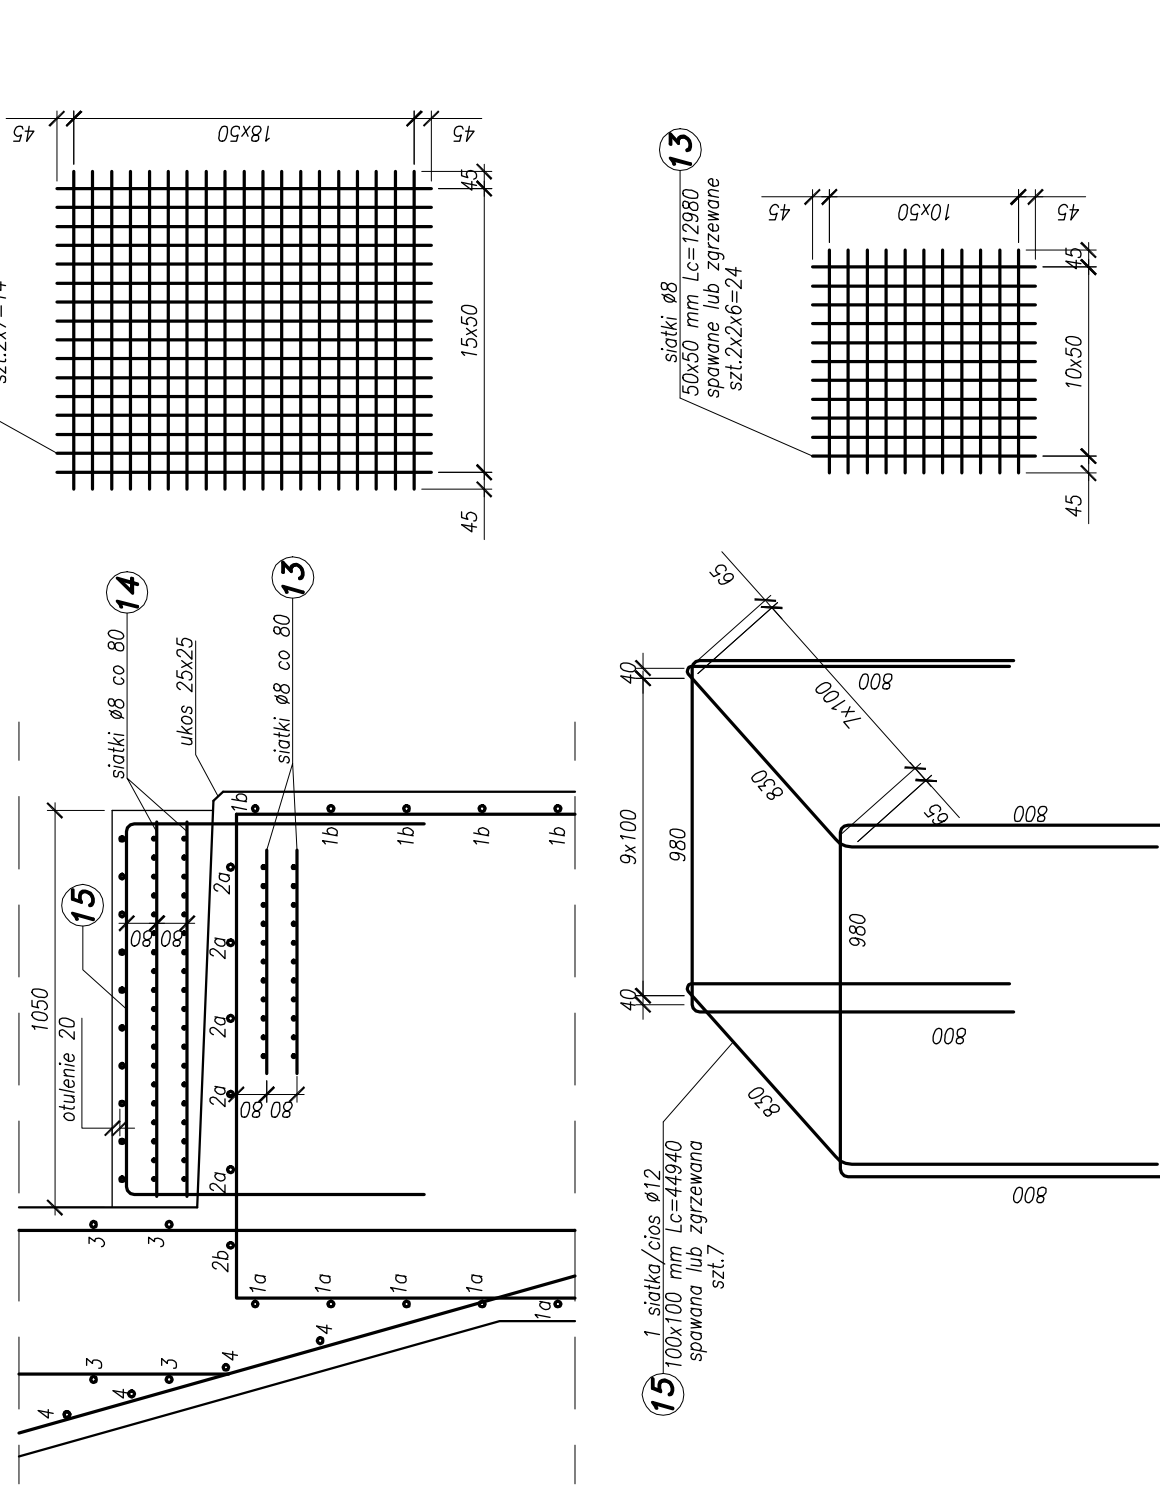 45
18x50
45
45
15x50
45
szt.2x7=14
13
siatki ø8
50x50 mm Lc=12980
spawane lub zgrzewane
szt.2x2x6=24
45
10x50
45
45
10x50
45
14
siatki ø8 co 80
ukos 25x25
13
siatki ø8 co 80
15
1050
otulenie 20
80
80
80
80
1b
1b
1b
1b
1b
2a
2a
2a
2a
2a
2b
3
3
3
3
4
4
4
4
1a
1a
1a
1a
1a
40
9x100
40
980
980
65
7x100
65
830
830
800
800
800
800
15
1 siatka/cios ø12
100x100 mm Lc=44940
spawana lub zgrzewana
szt.7